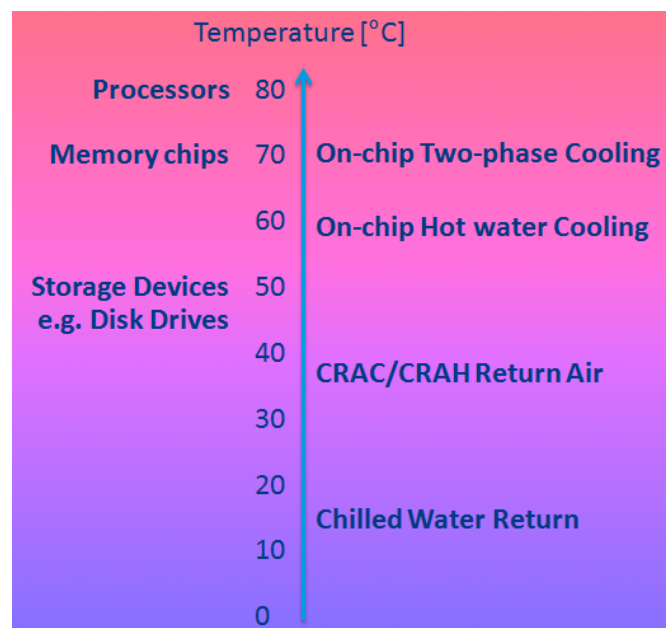 Temperature [°C]
Processors 80
Memory chips 70 On-chip Two-phase Cooling
60 On-chip Hot water Cooling
Storage Devices 50
e.g. Disk Drives
40
CRAC/CRAH Return Air
30
20
Chilled Water Return
10
0